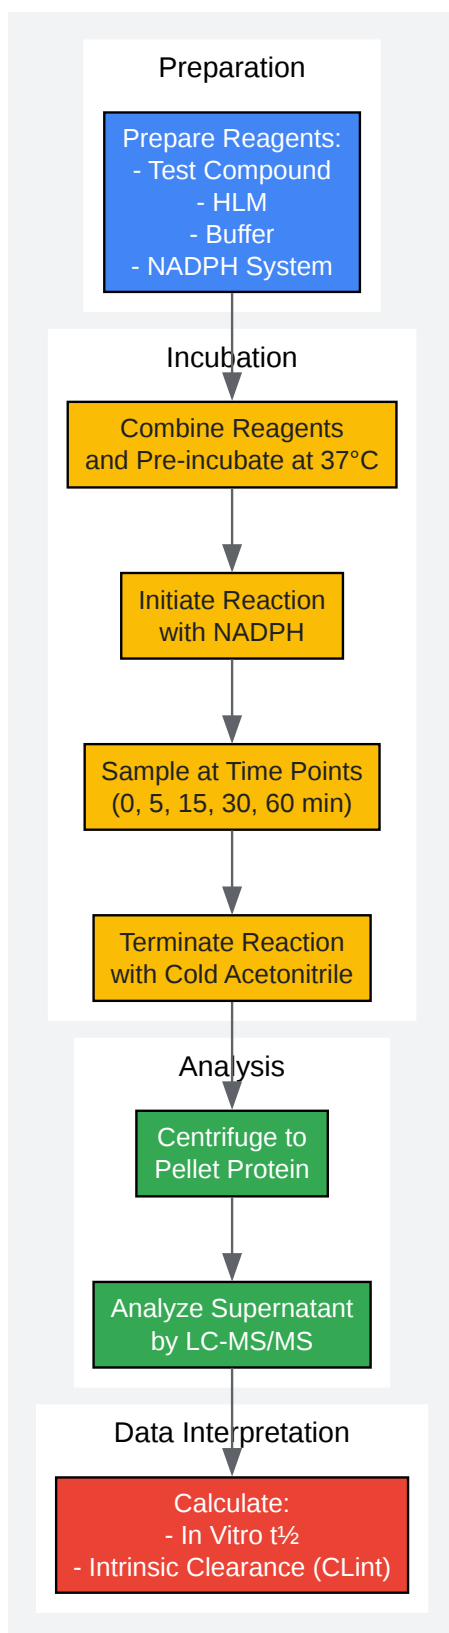 Preparation
Prepare Reagents:
- Test Compound
- HLM
- Buffer
- NADPH System
Incubation
Combine Reagents
and Pre-incubate at 37°C
Initiate Reaction
with NADPH
Sample at Time Points
(0, 5, 15, 30, 60 min)
Terminate Reaction
with Cold Acetonitrile
Analysis
Centrifuge to
Pellet Protein
Analyze Supernatant
by LC-MS/MS
Data Interpretation
Calculate:
- In Vitro t½
- Intrinsic Clearance (CLint)